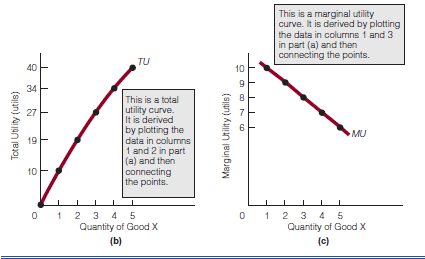 Total Utility (utils)
40
34
27
19
10
0
1 2 3 4 5
Quantity of Good X
TU
This is a total
utility curve.
It is derived
by plotting the
data in columns
1 and 2 in part
(a) and then
connecting
the points.
(b)
This is a marginal utility
curve. It is derived by plotting
the data in columns 1 and 3
in part (a) and then
connecting the points.
Marginal Utility (utils)
10
9
8
7
6
0
1 2 3 4 5
Quantity of Good X
MU
(c)